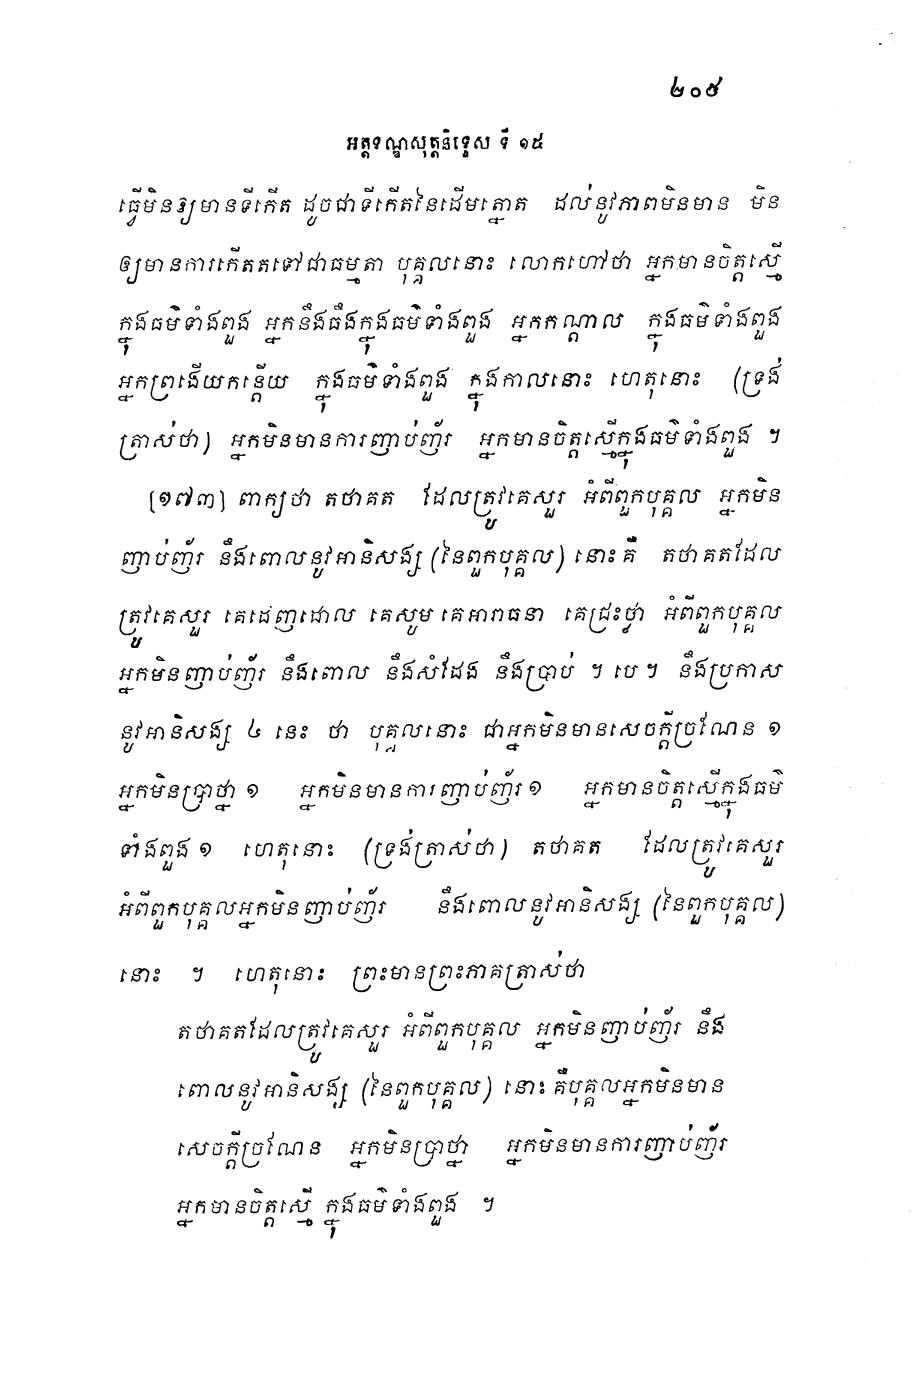 ២០៥
អត្តទណ្ឌសុត្តនិទ្ទេស ទី ១៥
ធ្វើមិនឲ្យមានទីកើត ដូចជាទីកើតនៃដើមត្នោត ដល់នូវភាពមិនមាន មិន
ឲ្យមានការកើតតទៅជាធម្មតា បុគ្គលនោះ លោកហៅថា អ្នកមានចិត្តស្មើ
ក្នុងធម៌ទាំងពួង អ្នកនឹងធឹងក្នុងធម៌ទាំងពួង អ្នកកណ្តាល ក្នុងធម៌ទាំងពួង
អ្នកព្រងើយកន្តើយ ក្នុងធម៌ទាំងពួង ក្នុងកាលនោះ ហេតុនោះ (ទ្រង់
ត្រាស់ថា) អ្នកមិនមានការញាប់ញ័រ អ្នកមានចិត្តស្មើក្នុងធម៌ទាំងពួង ។
[១៧៣] ពាក្យថា តថាគត ដែលត្រូវគេសួរ អំពីពួកបុគ្គល អ្នកមិន
ញាប់ញ័រ នឹងពោលនូវអានិសង្ស (នៃពួកបុគ្គល) នោះគឺ តថាគតដែល
ត្រូវគេសួរ គេដេញដោល គេសូម គេអារាធនា គេជ្រះថ្លា អំពីពួកបុគ្គល
អ្នកមិនញាប់ញ័រ នឹងពោល នឹងសំដែង នឹងប្រាប់ ។ បេ ។ នឹងប្រកាស
នូវអានិសង្ស ៤ នេះ ថា បុគ្គលនោះ ជាអ្នកមិនមានសេចក្តីច្រណែន ១
អ្នកមិនប្រាថ្នា ១ អ្នកមិនមានការញាប់ញ័រ ១ អ្នកមានចិត្តស្មើក្នុងធម៌
ទាំងពួង ១ ហេតុនោះ (ទ្រង់ត្រាស់ថា) តថាគត ដែលត្រូវគេសួរ
អំពីពួកបុគ្គលអ្នកមិនញាប់ញ័រ នឹងពោលនូវអានិសង្ស (នៃពួកបុគ្គល)
នោះ ។ ហេតុនោះ ព្រះមានព្រះភាគត្រាស់ថា
តថាគតដែលត្រូវគេសួរ អំពីពួកបុគ្គល អ្នកមិនញាប់ញ័រ នឹង
ពោលនូវអានិសង្ស (នៃពួកបុគ្គល) នោះ គឺបុគ្គលអ្នកមិនមាន
សេចក្តីច្រណែន អ្នកមិនប្រាថ្នា អ្នកមិនមានការញាប់ញ័រ
អ្នកមានចិត្តស្មើ ក្នុងធម៌ទាំងពួង ។